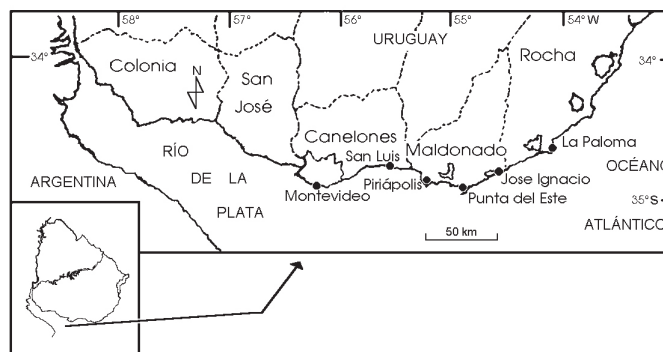 58°
57°
56°
55°
54° W
34°
34°
URUGUAY
Rocha
Colonia
N
San
José
Canelones
San Luis
Maldonado
La Paloma
RÍO
DE LA
PLATA
ARGENTINA
Montevideo
Piriápolis
Jose Ignacio
Punta del Este
OCÉANO
35°S
ATLÁNTICO
50 km